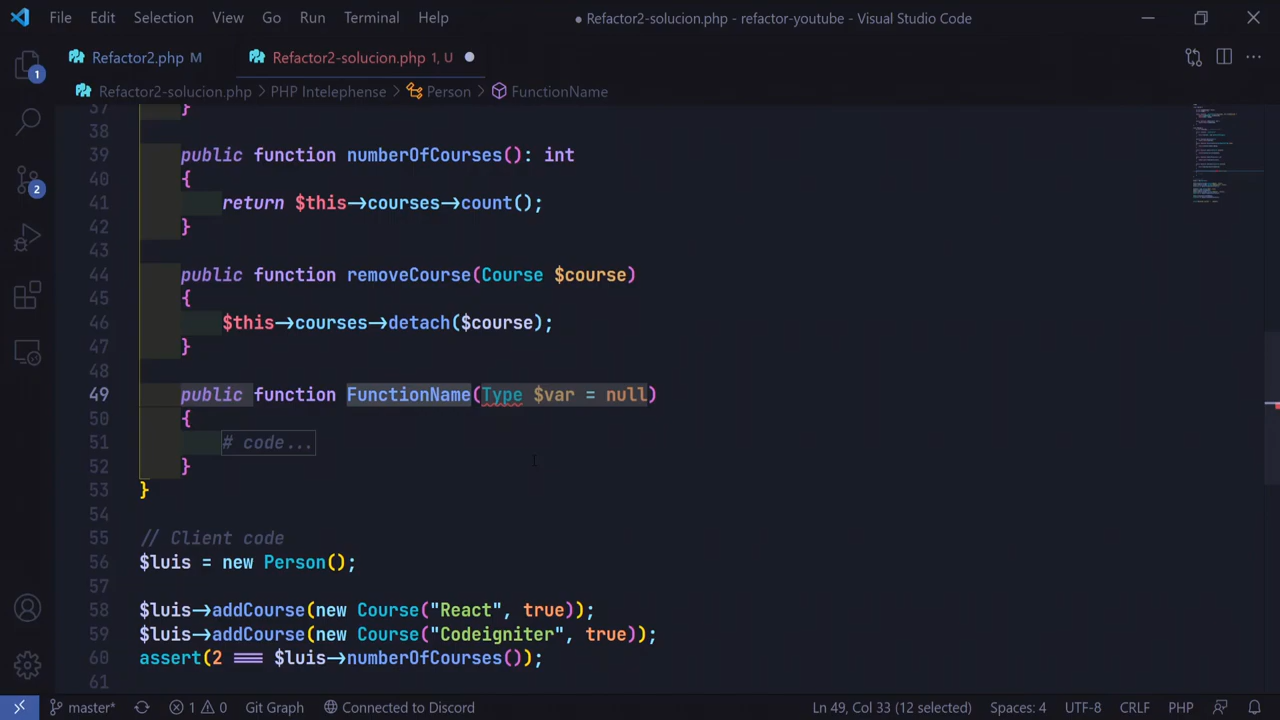 File Edit Selection View Go Run Terminal Help
● Refactor2-solucion.php - refactor-youtube - Visual Studio Code
Refactor2.php M
Refactor2-solucion.php 1, U
Refactor2-solucion.php > PHP Intelephense > Person > FunctionName
1
2
37 }
38
39 public function numberOfCourses(): int
40 {
41 return $this->courses->count();
42 }
43
44 public function removeCourse(Course $course)
45 {
46 $this->courses->detach($course);
47 }
48
49 public function FunctionName(Type $var = null)
50 {
51 # code...
52 }
53 }
54
55 // Client code
56 $luis = new Person();
57
58 $luis->addCourse(new Course("React", true));
59 $luis->addCourse(new Course("Codeigniter", true));
60 assert(2 === $luis->numberOfCourses());
61
master* 1 0 Git Graph Connected to Discord Ln 49, Col 33 (12 selected) Spaces: 4 UTF-8 CRLF PHP